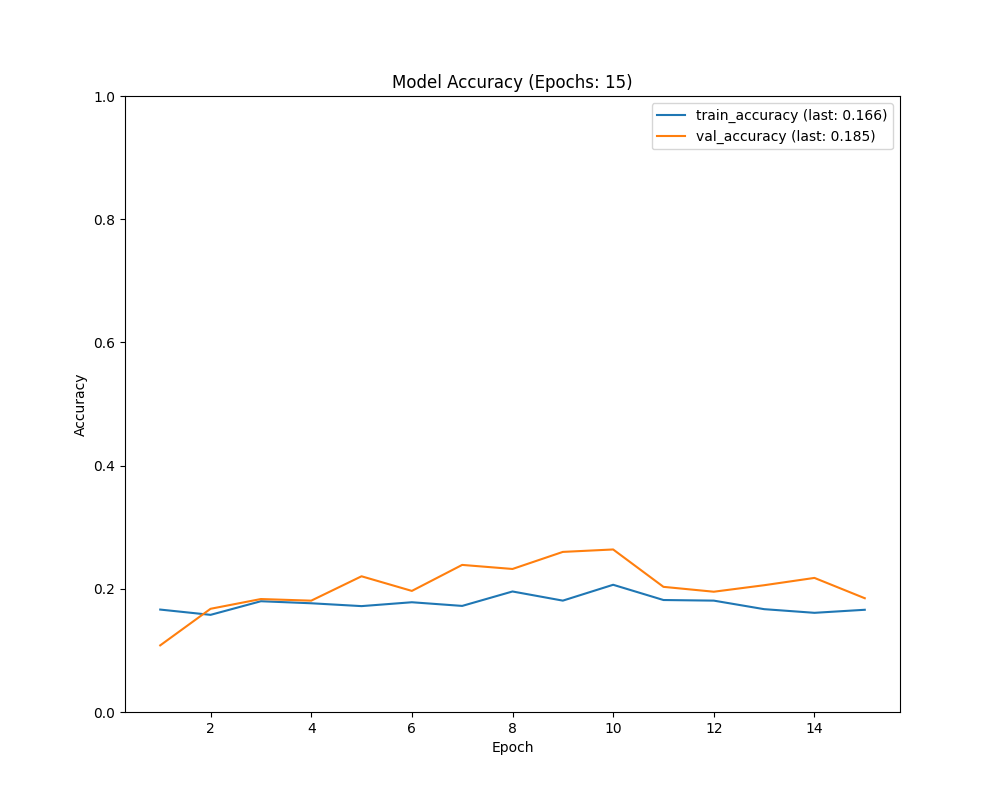 Model Accuracy (Epochs: 15)
train_accuracy (last: 0.166)
val_accuracy (last: 0.185)
Accuracy
1.0
0.8
0.6
0.4
0.2
0.0
2 4 6 8 10 12 14
Epoch